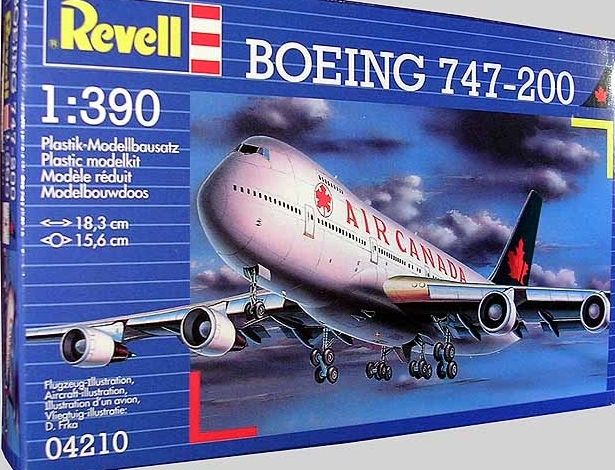 Revell
BOEING 747-200
1:390
Plastik-Modellbausatz
Plastic modelkit
Modèle réduit
Modelbouwdoos
18,3 cm
15,6 cm
AIR CANADA
Flugzeug-Illustration,
Aircraft-illustration,
Illustration d'un avion,
Vliegtuig-illustratie:
D. Frka
04210